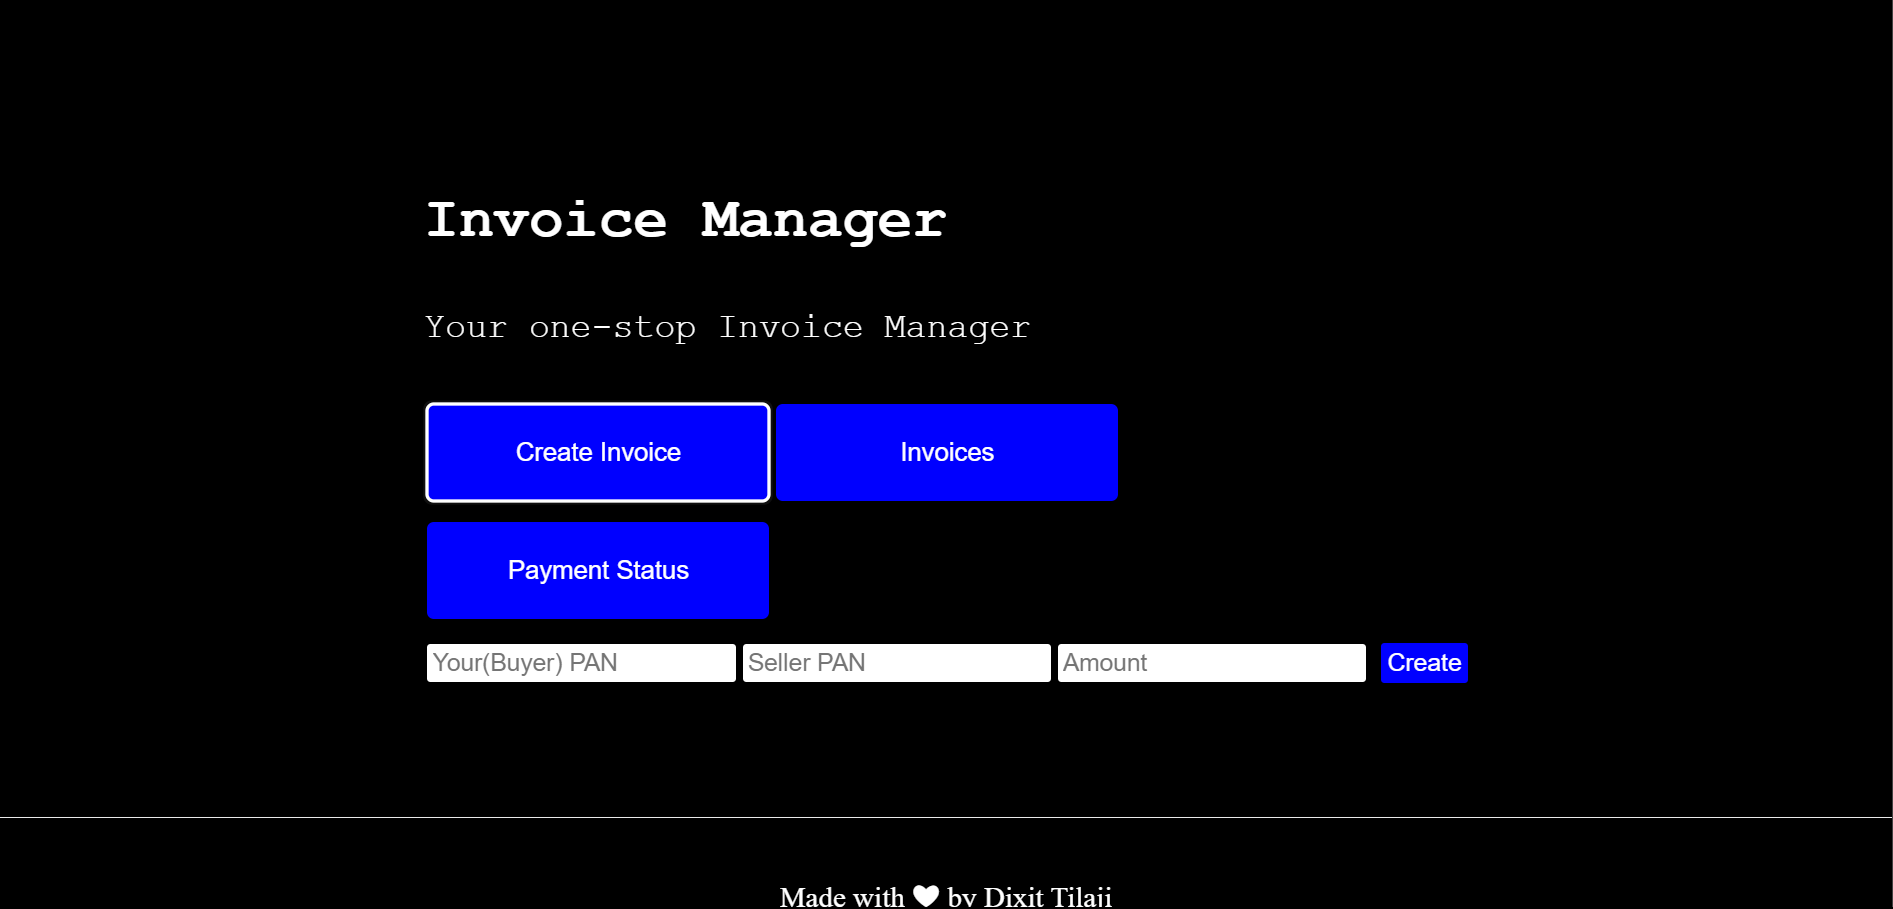 Invoice Manager
Your one-stop Invoice Manager
Create Invoice
Invoices
Payment Status
Your(Buyer) PAN
Seller PAN
Amount
Create
Made with ♥ by Dixit Tilaji